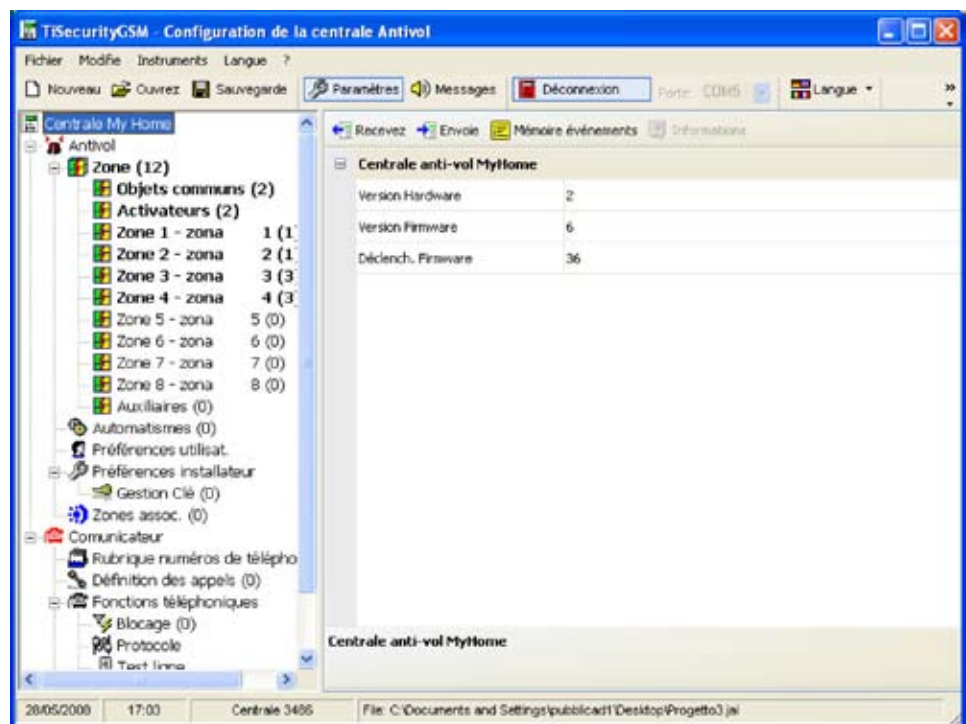 TiSecurityGSM - Configuration de la centrale Antivol
Fichier Modifie Instruments Langue ?
Nouveau Ouvrez Sauvegarde Paramètres Messages Déconnexion Porte: COM5 Langue »
Centrale My Home
Antivol
Zone (12)
Objets communs (2)
Activateurs (2)
Zone 1 - zona 1 (1
Zone 2 - zona 2 (1
Zone 3 - zona 3 (3
Zone 4 - zona 4 (3
Zone 5 - zona 5 (0)
Zone 6 - zona 6 (0)
Zone 7 - zona 7 (0)
Zone 8 - zona 8 (0)
Auxiliaires (0)
Automatismes (0)
Préférences utilisat.
Préférences installateur
Gestion Clè (0)
Zones assoc. (0)
Comunicateur
Rubrique numéros de télépho
Définition des appels (0)
Fonctions téléphoniques
Blocage (0)
Protocole
Test ligne
Recevez Envoie Mémoire événements Informations
Centrale anti-vol MyHome
Version Hardware 2
Version Firmware 6
Déclench. Firmware 36
Centrale anti-vol MyHome
28/05/2008 17:03 Centrale 3486 File: C:\Documents and Settings\pubblicad1\Desktop\Progetto3.jal